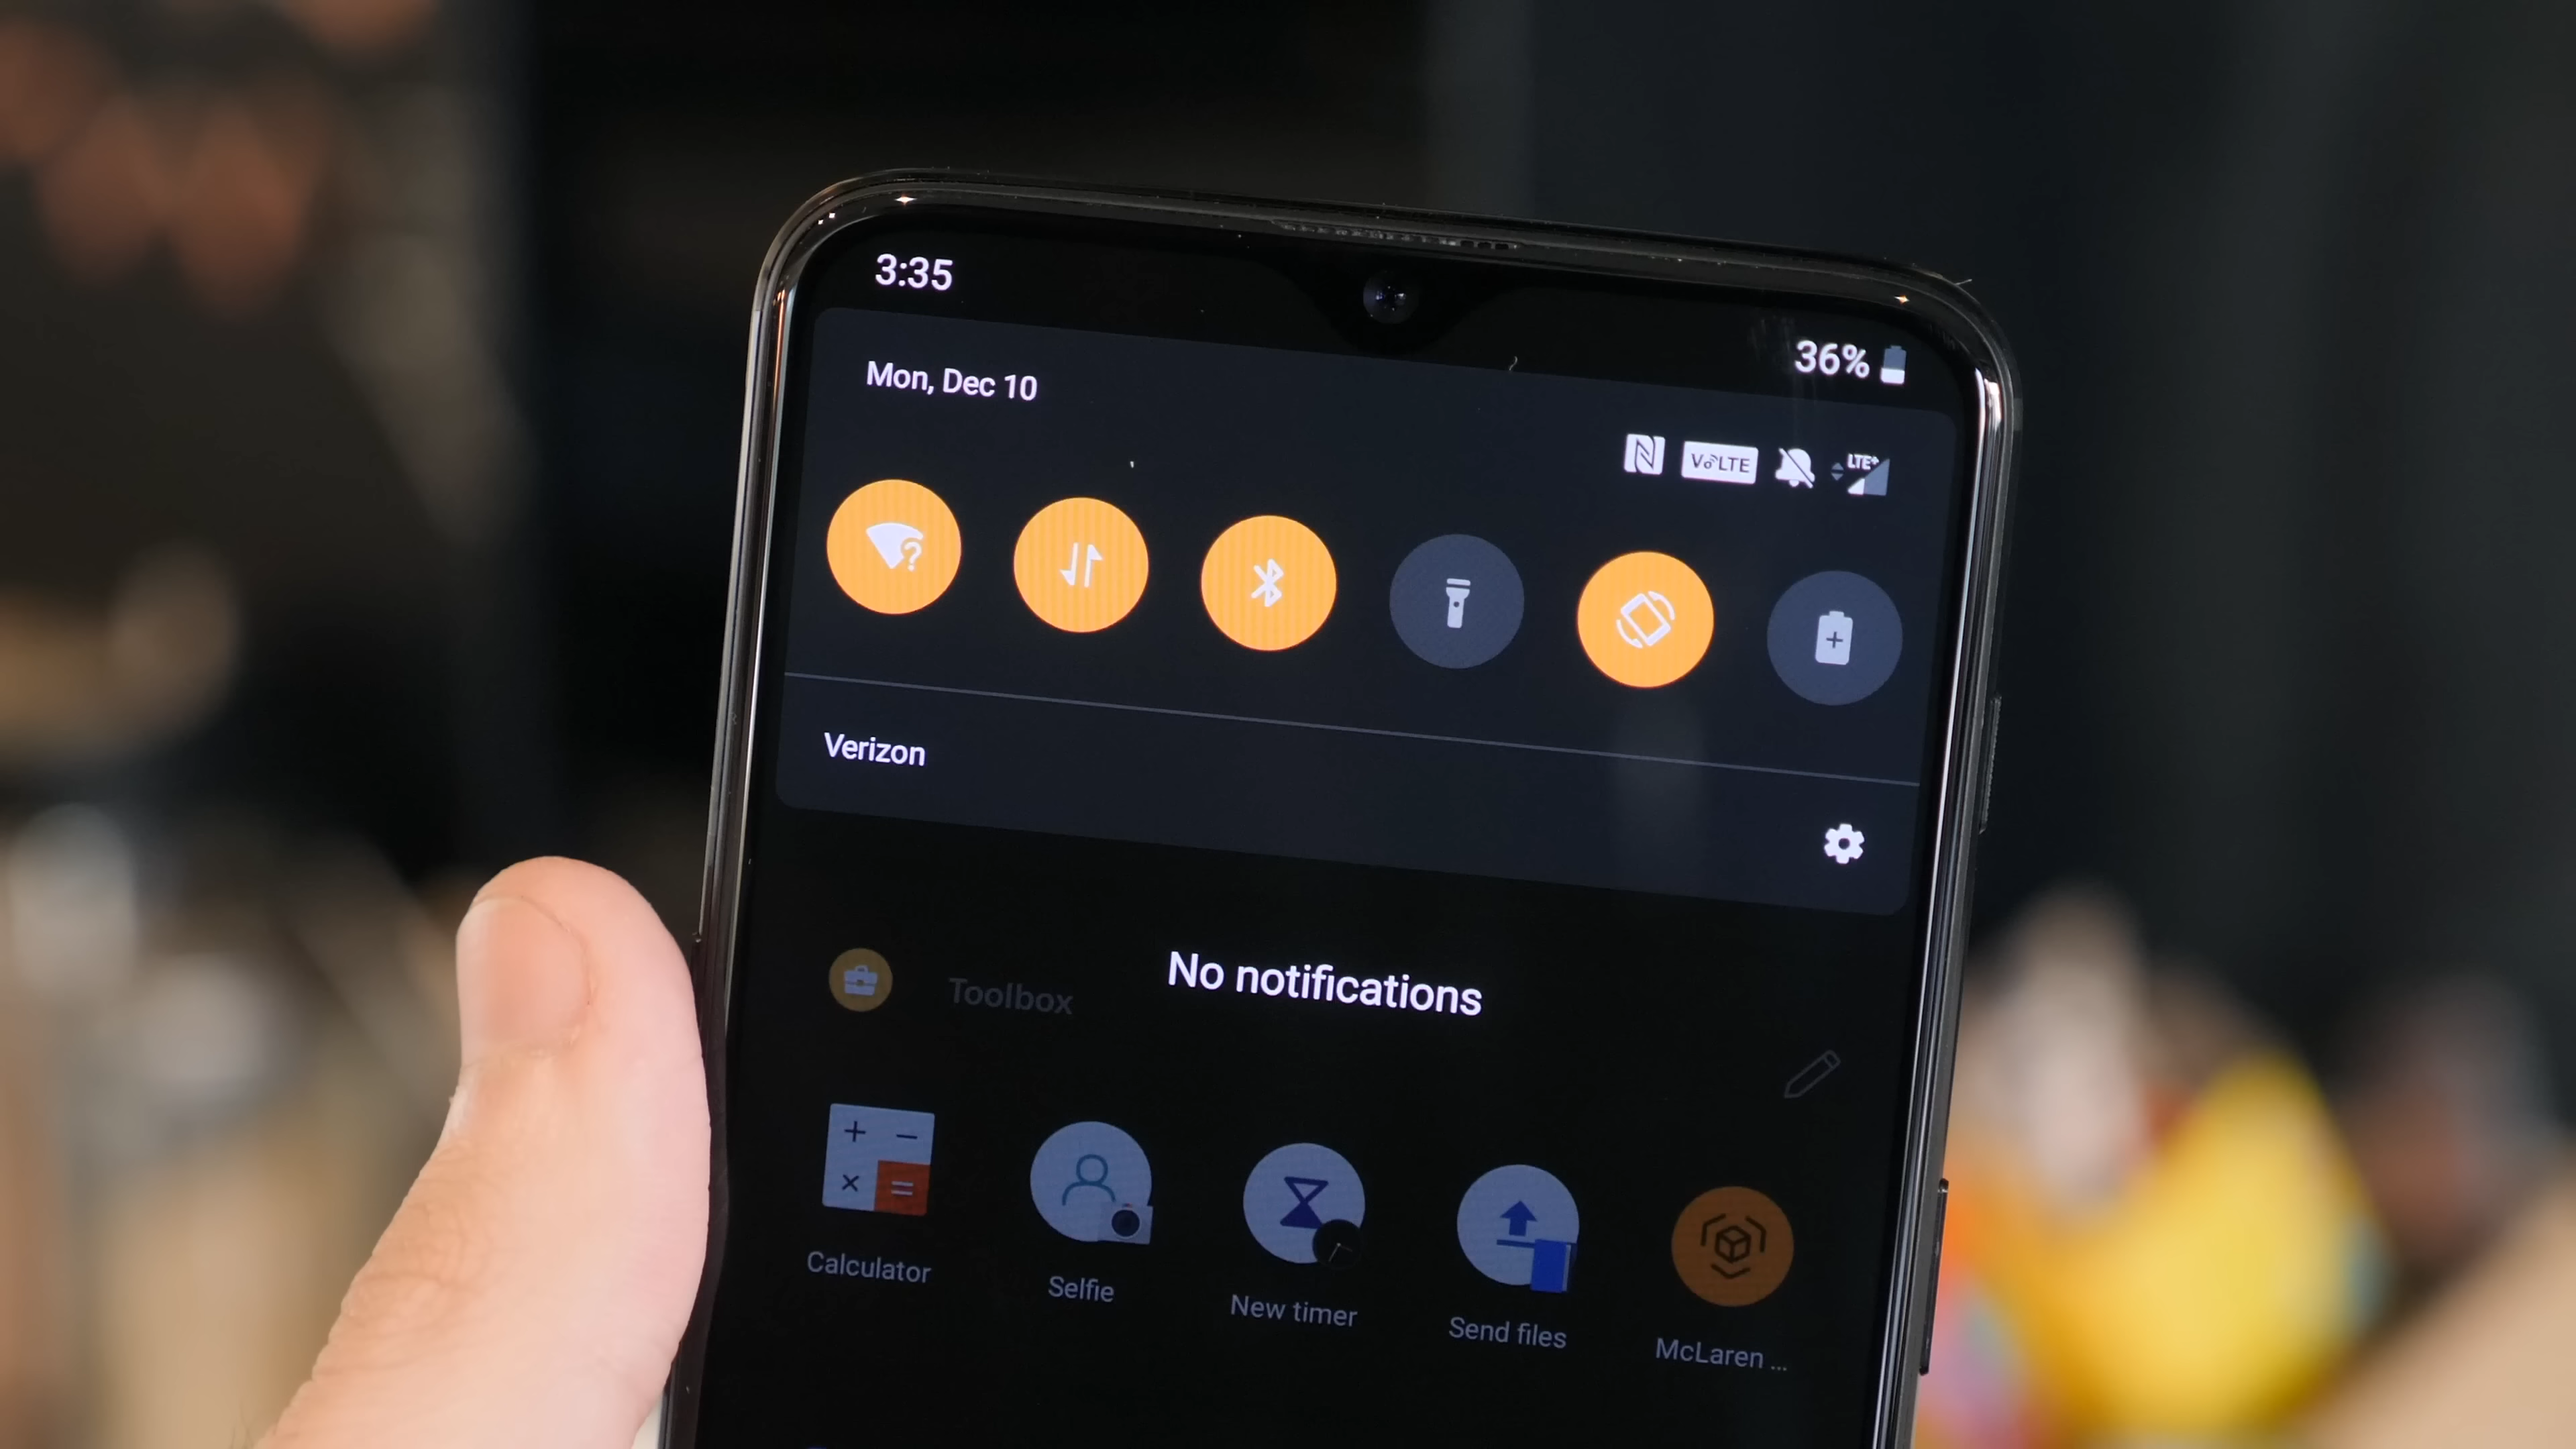 3:35
36%
Mon, Dec 10
VoLTE
LTE+
Verizon
No notifications
Toolbox
Calculator
Selfie
New timer
Send files
McLaren ...